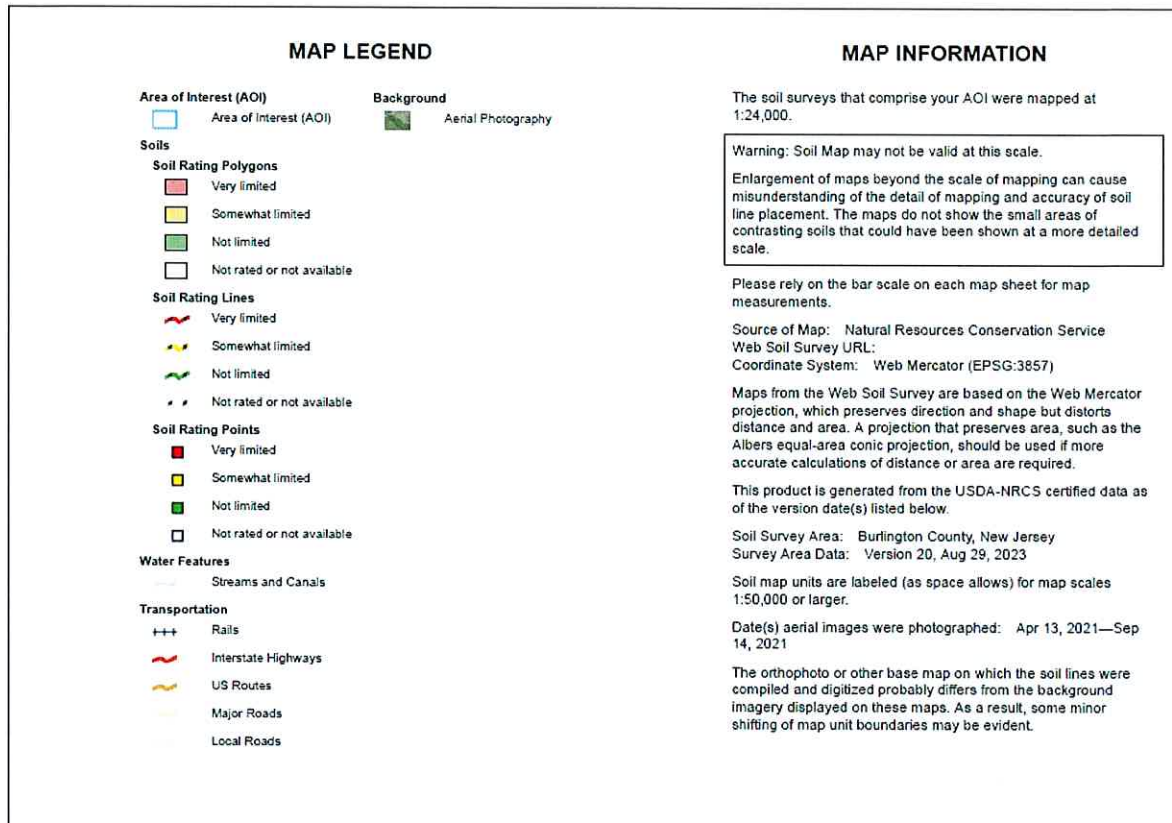 MAP LEGEND
Area of Interest (AOI)
Area of Interest (AOI)
Background
Aerial Photography
Soils
Soil Rating Polygons
Very limited
Somewhat limited
Not limited
Not rated or not available
Soil Rating Lines
Very limited
Somewhat limited
Not limited
Not rated or not available
Soil Rating Points
Very limited
Somewhat limited
Not limited
Not rated or not available
Water Features
Streams and Canals
Transportation
Rails
Interstate Highways
US Routes
Major Roads
Local Roads
MAP INFORMATION
The soil surveys that comprise your AOI were mapped at
1:24,000.
Warning: Soil Map may not be valid at this scale.
Enlargement of maps beyond the scale of mapping can cause
misunderstanding of the detail of mapping and accuracy of soil
line placement. The maps do not show the small areas of
contrasting soils that could have been shown at a more detailed
scale.
Please rely on the bar scale on each map sheet for map
measurements.
Source of Map: Natural Resources Conservation Service
Web Soil Survey URL:
Coordinate System: Web Mercator (EPSG:3857)
Maps from the Web Soil Survey are based on the Web Mercator
projection, which preserves direction and shape but distorts
distance and area. A projection that preserves area, such as the
Albers equal-area conic projection, should be used if more
accurate calculations of distance or area are required.
This product is generated from the USDA-NRCS certified data as
of the version date(s) listed below.
Soil Survey Area: Burlington County, New Jersey
Survey Area Data: Version 20, Aug 29, 2023
Soil map units are labeled (as space allows) for map scales
1:50,000 or larger.
Date(s) aerial images were photographed: Apr 13, 2021—Sep
14, 2021
The orthophoto or other base map on which the soil lines were
compiled and digitized probably differs from the background
imagery displayed on these maps. As a result, some minor
shifting of map unit boundaries may be evident.